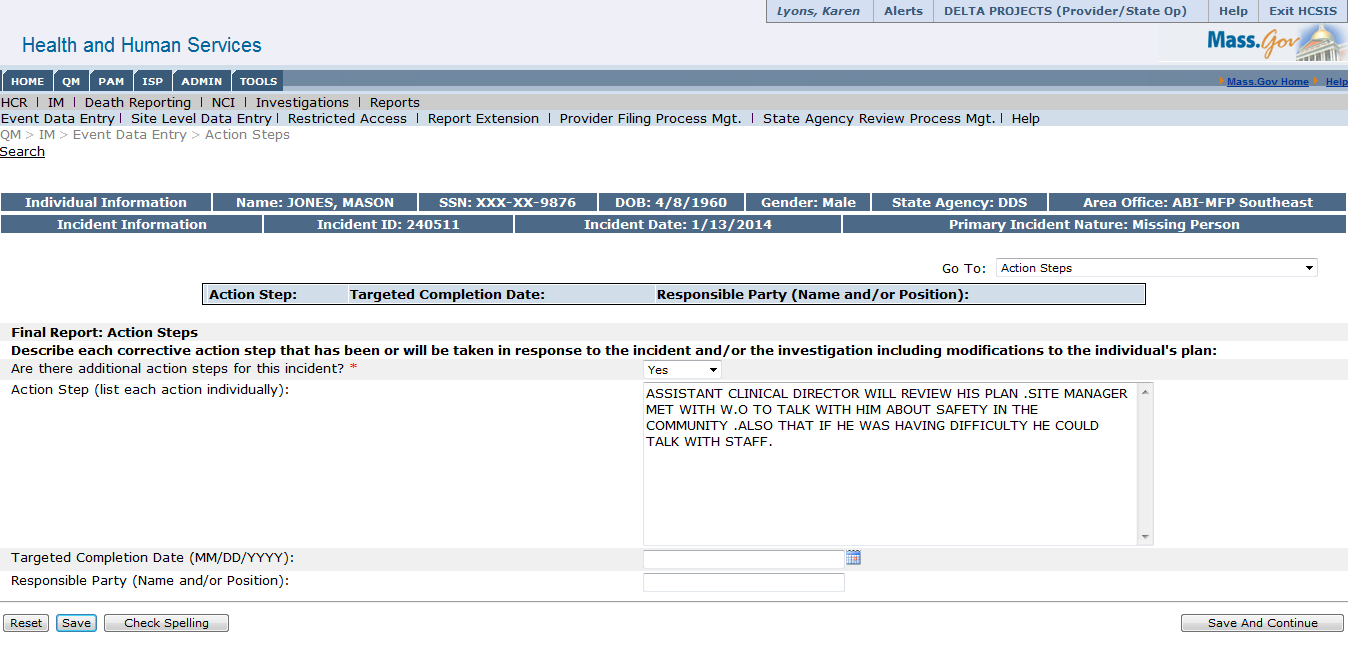 Lyons, Karen Alerts DELTA PROJECTS (Provider/State Op) Help Exit HCSIS
Health and Human Services
Mass.Gov
HOME QM PAM ISP ADMIN TOOLS
Mass.Gov Home Help
HCR | IM | Death Reporting | NCI | Investigations | Reports
Event Data Entry | Site Level Data Entry | Restricted Access | Report Extension | Provider Filing Process Mgt. | State Agency Review Process Mgt. | Help
QM > IM > Event Data Entry > Action Steps
Search
Individual Information Name: JONES, MASON SSN: XXX-XX-9876 DOB: 4/8/1960 Gender: Male State Agency: DDS Area Office: ABI-MFP Southeast
Incident Information Incident ID: 240511 Incident Date: 1/13/2014 Primary Incident Nature: Missing Person
Go To: Action Steps
Action Step: Targeted Completion Date: Responsible Party (Name and/or Position):
Final Report: Action Steps
Describe each corrective action step that has been or will be taken in response to the incident and/or the investigation including modifications to the individual's plan:
Are there additional action steps for this incident? * Yes
Action Step (list each action individually):
ASSISTANT CLINICAL DIRECTOR WILL REVIEW HIS PLAN .SITE MANAGER
MET WITH W.O TO TALK WITH HIM ABOUT SAFETY IN THE
COMMUNITY .ALSO THAT IF HE WAS HAVING DIFFICULTY HE COULD
TALK WITH STAFF.
Targeted Completion Date (MM/DD/YYYY):
Responsible Party (Name and/or Position):
Reset Save Check Spelling Save And Continue